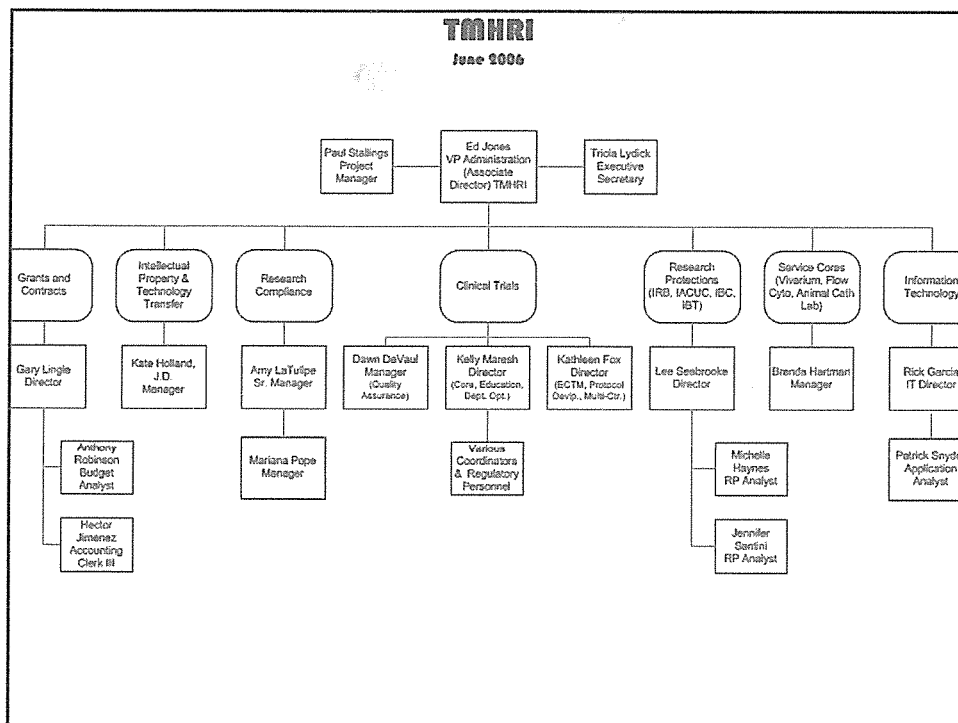 TMHRI
June 2006
Paul Stallings
Project
Manager
Ed Jones
VP Administration
(Associate
Director) TMHRI
Tricia Lydick
Executive
Secretary
Grants and
Contracts
Intellectual
Property &
Technology
Transfer
Research
Compliance
Clinical Trials
Research
Protections
(IRB, IACUC, IBC,
IBT)
Service Cores
(Vivarium, Flow
Cyto, Animal Cath
Lab)
Information
Technology
Gary Lingle
Director
Kate Holland,
J.D.
Manager
Amy LaTulipe
Sr. Manager
Dawn DeVaul
Manager
(Quality
Assurance)
Kelly Maresh
Director
(Core, Education,
Dept. Opt.)
Kathleen Fox
Director
(ECTM, Protocol
Devlp., Multi-Ctr.)
Lee Seabrooke
Director
Brenda Hartman
Manager
Rick Garcia
IT Director
Anthony
Robinson
Budget
Analyst
Mariana Pope
Manager
Various
Coordinators
& Regulatory
Personnel
Michelle
Haynes
RP Analyst
Patrick Snyde
Application
Analyst
Hector
Jimenez
Accounting
Clerk III
Jennifer
Santini
RP Analyst